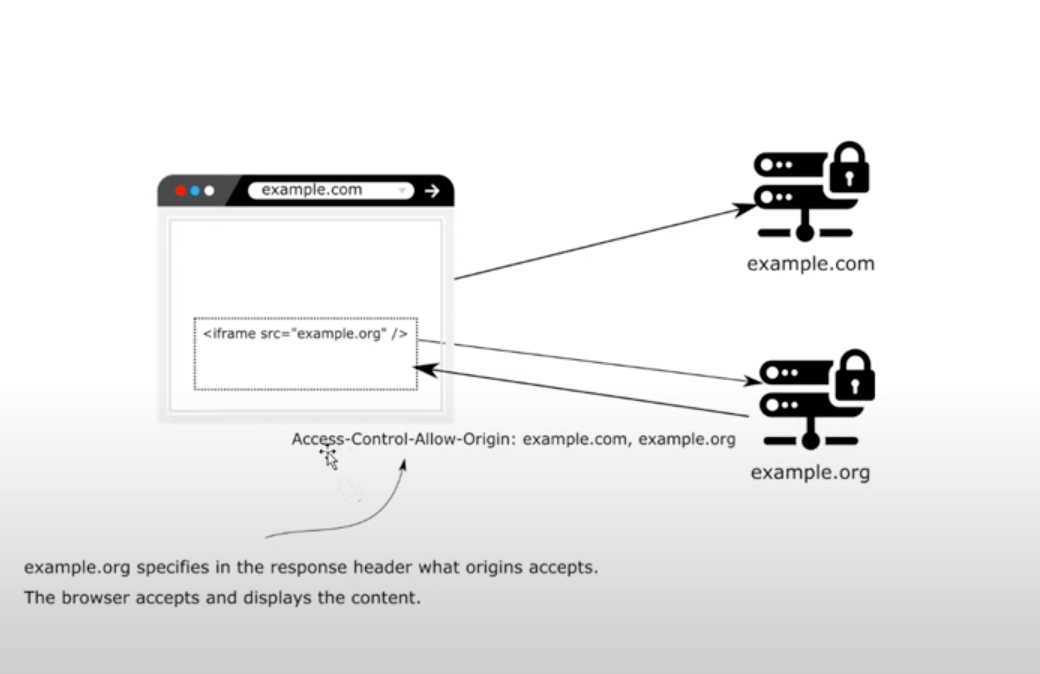 example.com
example.com
<iframe src="example.org" />
Access-Control-Allow-Origin: example.com, example.org
example.org
example.org specifies in the response header what origins accepts.
The browser accepts and displays the content.